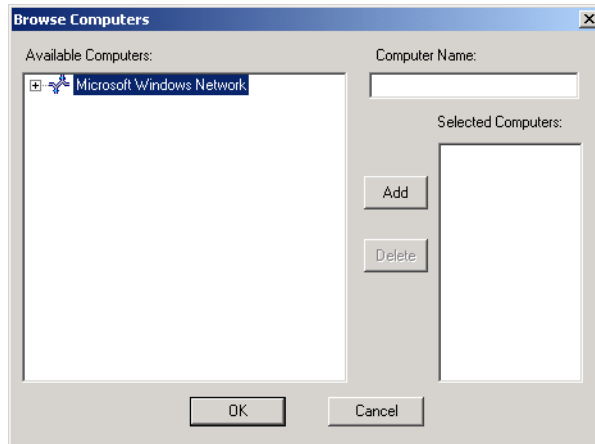 Browse Computers
Available Computers:
Computer Name:
Microsoft Windows Network
Selected Computers:
Add
Delete
OK
Cancel